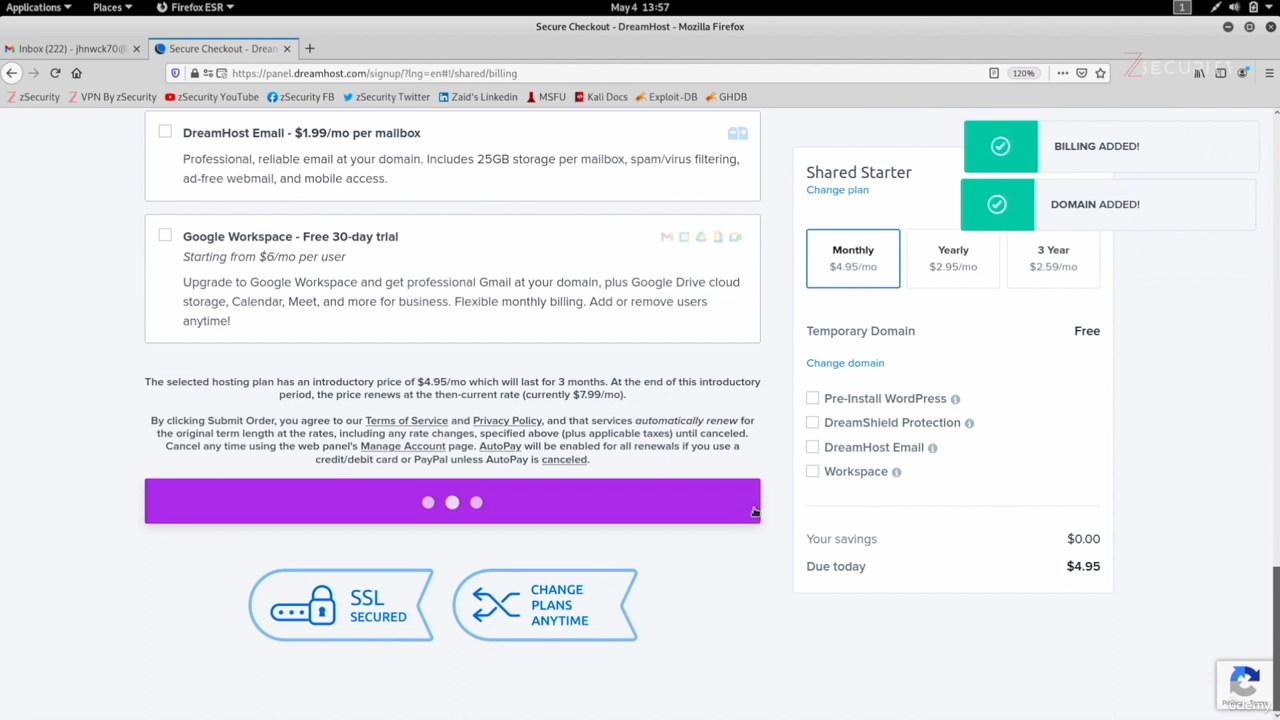 Applications
Places
Firefox ESR
May 4 13:57
1
Secure Checkout - DreamHost - Mozilla Firefox
Inbox (222) - jhnwck70@
Secure Checkout - Dream
https://panel.dreamhost.com/signup/?lng=en#!/shared/billing
120%
ZSECURITY
zSecurity
VPN By zSecurity
zSecurity YouTube
zSecurity FB
zSecurity Twitter
Zaid's Linkedin
MSFU
Kali Docs
Exploit-DB
GHDB
DreamHost Email - $1.99/mo per mailbox
Professional, reliable email at your domain. Includes 25GB storage per mailbox, spam/virus filtering,
ad-free webmail, and mobile access.
Google Workspace - Free 30-day trial
Starting from $6/mo per user
Upgrade to Google Workspace and get professional Gmail at your domain, plus Google Drive cloud
storage, Calendar, Meet, and more for business. Flexible monthly billing. Add or remove users
anytime!
The selected hosting plan has an introductory price of $4.95/mo which will last for 3 months. At the end of this introductory
period, the price renews at the then-current rate (currently $7.99/mo).
By clicking Submit Order, you agree to our Terms of Service and Privacy Policy, and that services automatically renew for
the original term length at the rates, including any rate changes, specified above (plus applicable taxes) until canceled.
Cancel any time using the web panel's Manage Account page. AutoPay will be enabled for all renewals if you use a
credit/debit card or PayPal unless AutoPay is canceled.
SSL
SECURED
CHANGE
PLANS
ANYTIME
BILLING ADDED!
DOMAIN ADDED!
Shared Starter
Change plan
Monthly
$4.95/mo
Yearly
$2.95/mo
3 Year
$2.59/mo
Temporary Domain
Free
Change domain
Pre-Install WordPress
DreamShield Protection
DreamHost Email
Workspace
Your savings
$0.00
Due today
$4.95
udemy